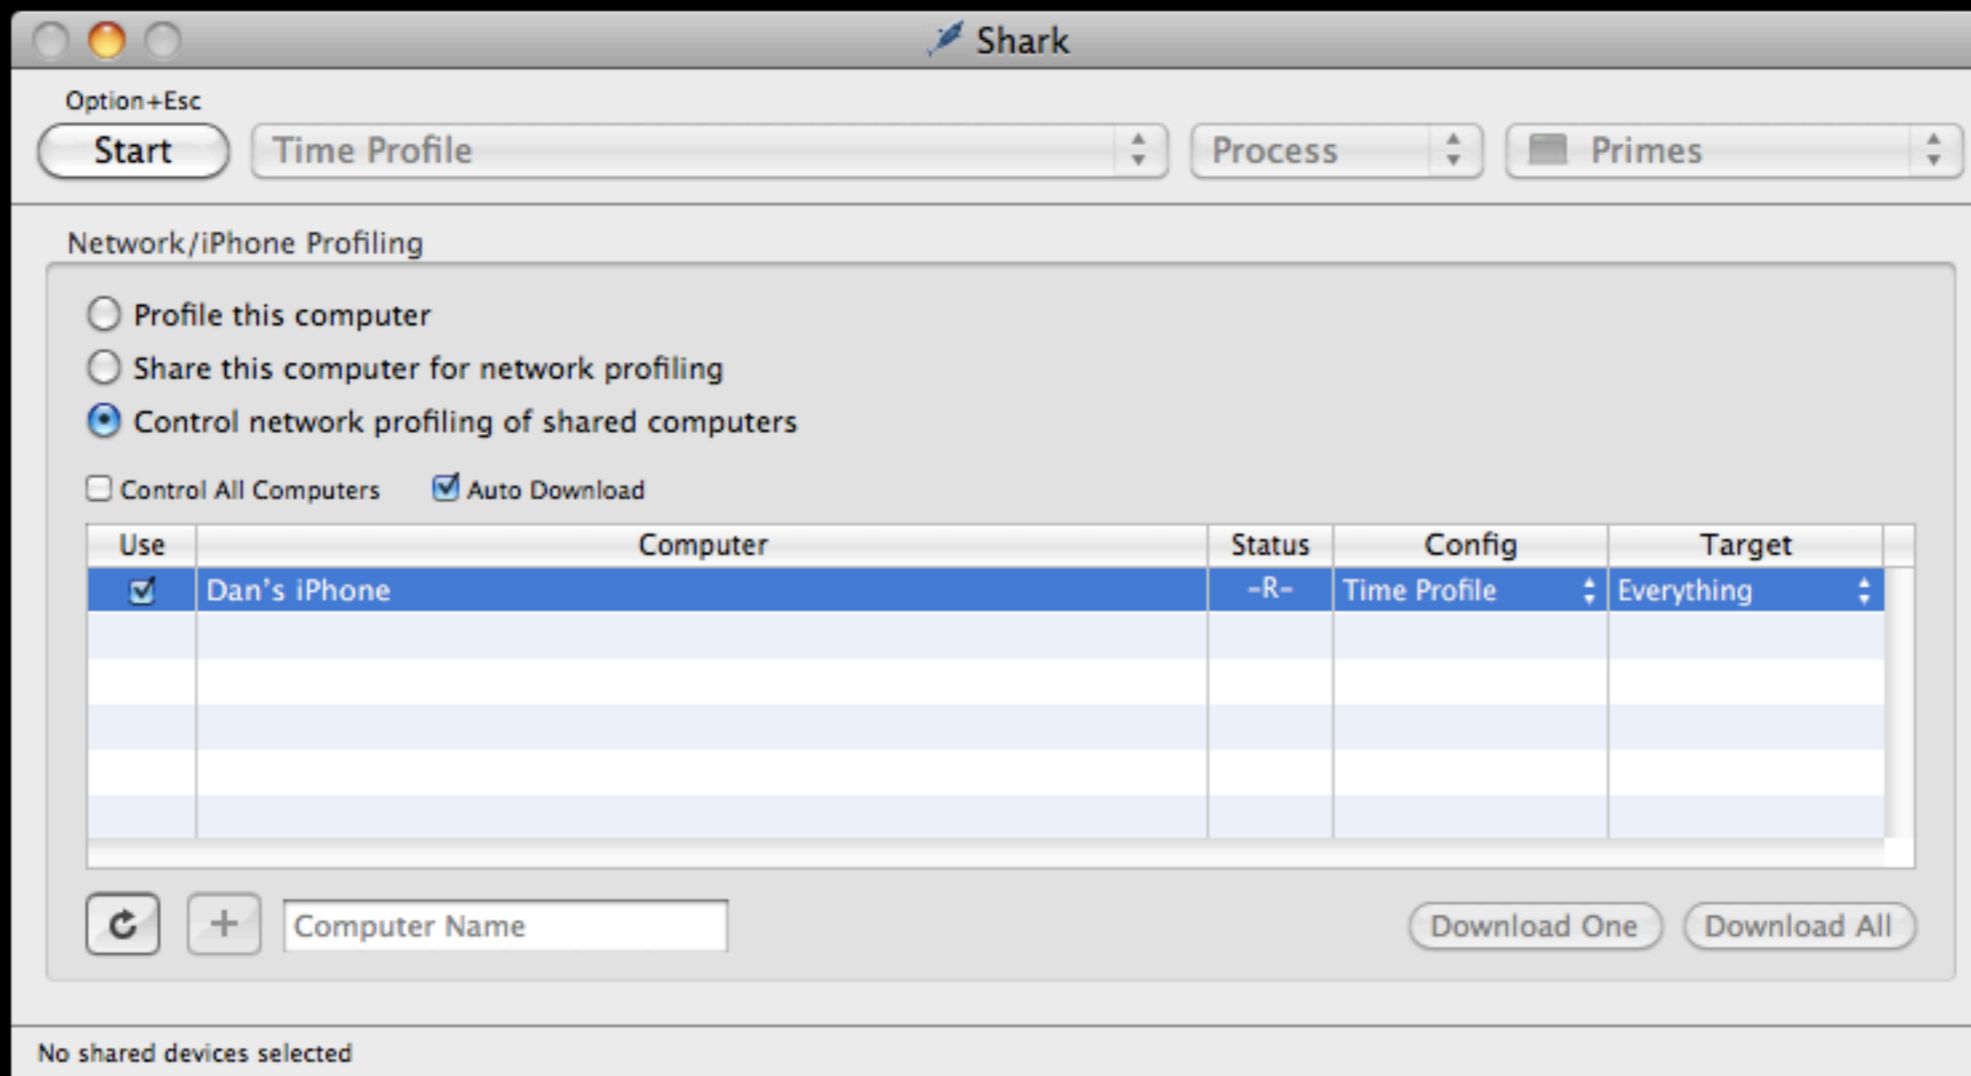 Shark
Option+Esc
Start Time Profile Process Primes
Network/iPhone Profiling
Profile this computer
Share this computer for network profiling
Control network profiling of shared computers
Control All Computers Auto Download
Use Computer Status Config Target
Dan's iPhone -R- Time Profile Everything
Computer Name Download One Download All
No shared devices selected